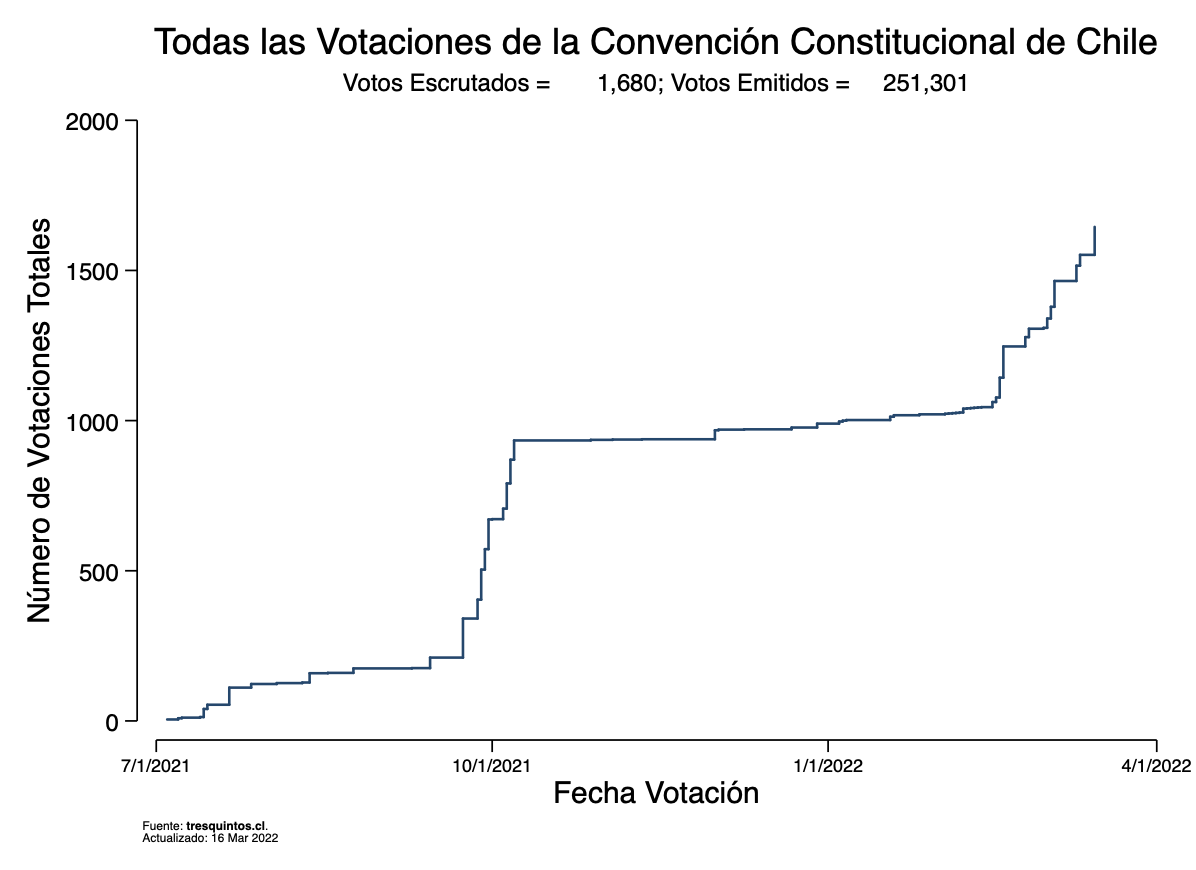 Todas las Votaciones de la Convención Constitucional de Chile
Votos Escrutados = 1,680; Votos Emitidos = 251,301
Número de Votaciones Totales
2000
1500
1000
500
0
7/1/2021 10/1/2021 1/1/2022 4/1/2022
Fecha Votación
Fuente: tresquintos.cl.
Actualizado: 16 Mar 2022